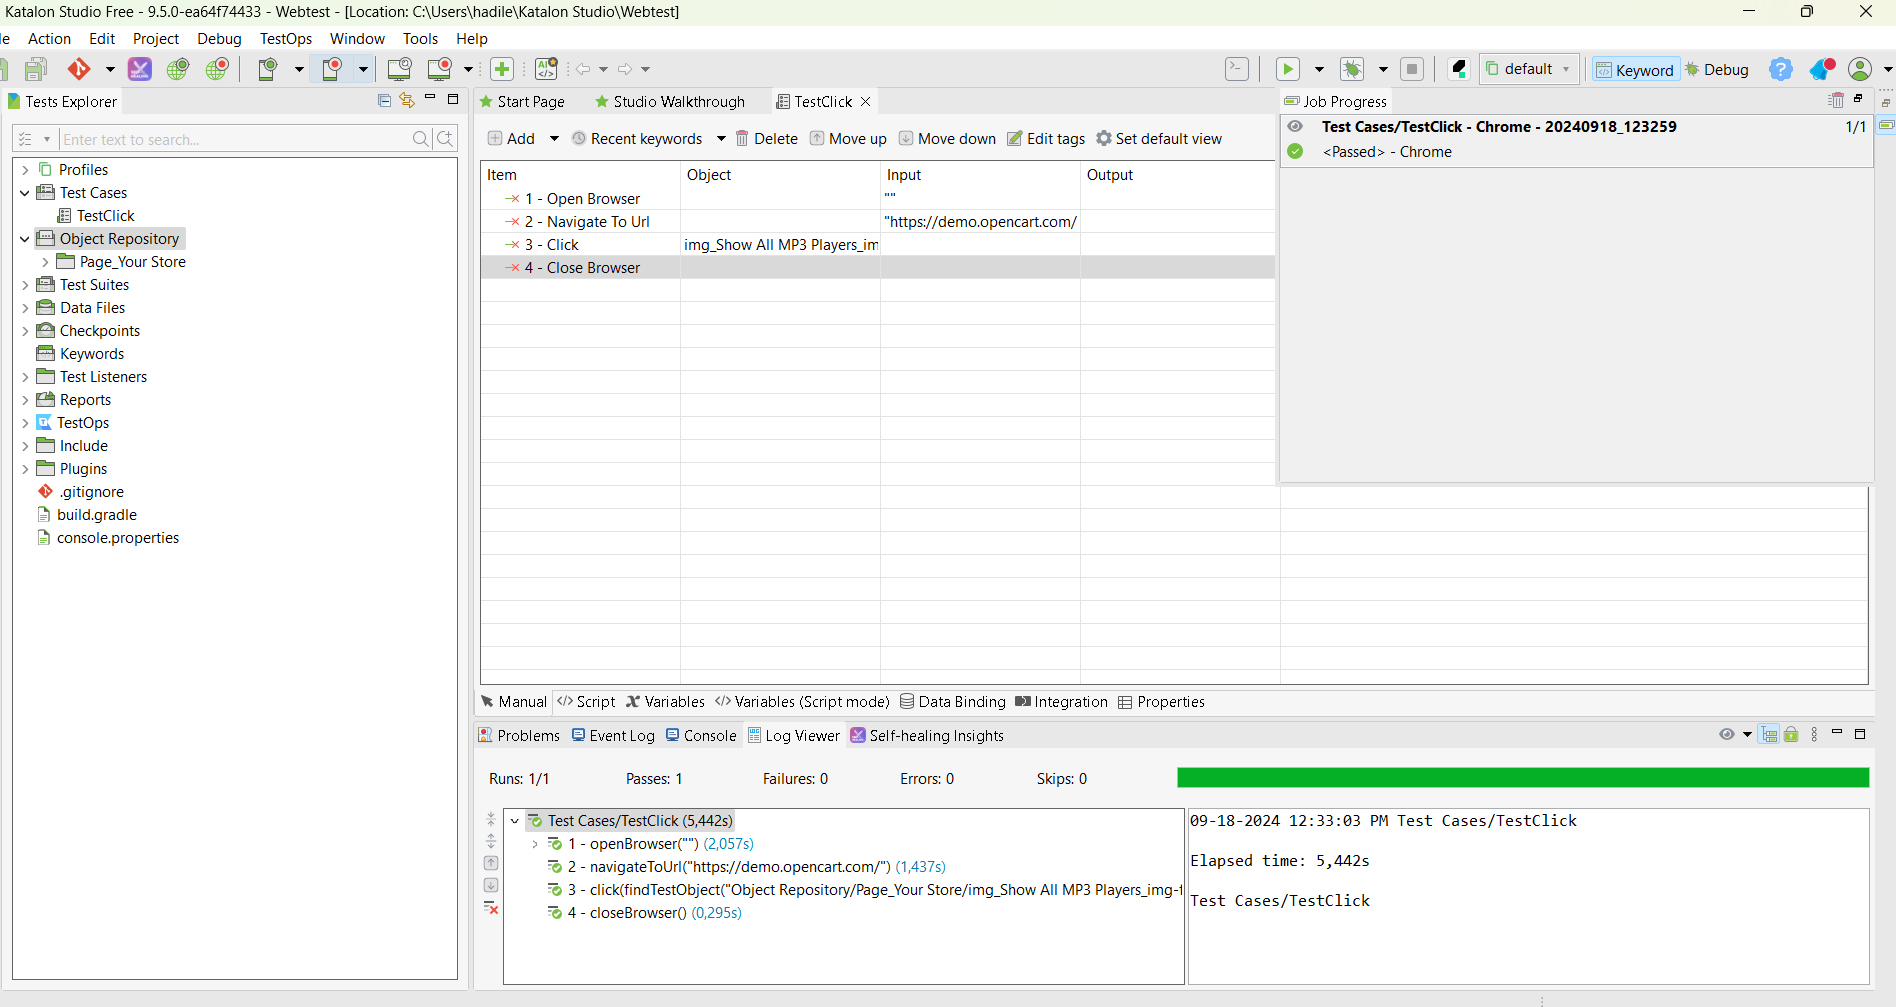 Katalon Studio Free - 9.5.0-ea64f74433 - Webtest - [Location: C:\Users\hadile\Katalon Studio\Webtest]
le Action Edit Project Debug TestOps Window Tools Help
default Keyword Debug
Tests Explorer
Enter text to search...
Profiles
Test Cases
TestClick
Object Repository
Page_Your Store
Test Suites
Data Files
Checkpoints
Keywords
Test Listeners
Reports
TestOps
Include
Plugins
.gitignore
build.gradle
console.properties
Start Page Studio Walkthrough TestClick
Add Recent keywords Delete Move up Move down Edit tags Set default view
Item Object Input Output
1 - Open Browser ""
2 - Navigate To Url "https://demo.opencart.com/
3 - Click img_Show All MP3 Players_im
4 - Close Browser
Job Progress
Test Cases/TestClick - Chrome - 20240918_123259 1/1
<Passed> - Chrome
Manual Script Variables Variables (Script mode) Data Binding Integration Properties
Problems Event Log Console Log Viewer Self-healing Insights
Runs: 1/1 Passes: 1 Failures: 0 Errors: 0 Skips: 0
Test Cases/TestClick (5,442s)
1 - openBrowser("") (2,057s)
2 - navigateToUrl("https://demo.opencart.com/") (1,437s)
3 - click(findTestObject("Object Repository/Page_Your Store/img_Show All MP3 Players_img-f
4 - closeBrowser() (0,295s)
09-18-2024 12:33:03 PM Test Cases/TestClick
Elapsed time: 5,442s
Test Cases/TestClick